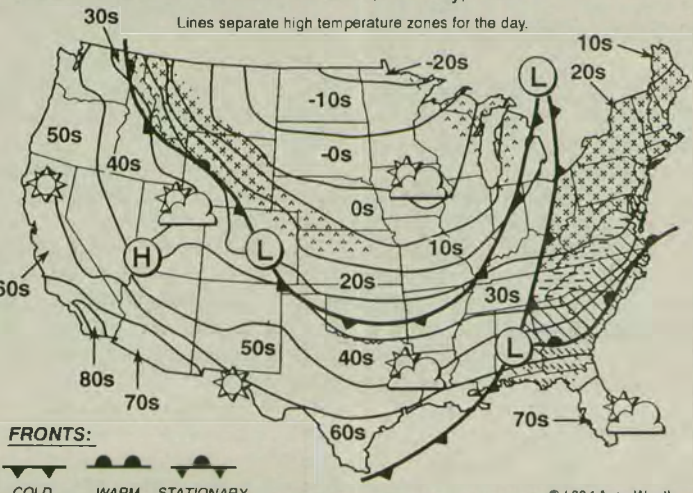 Lines separate high temperature zones for the day.
30s
10s
20s
-20s
L
-10s
50s
40s
-0s
0s
10s
H
L
20s
30s
60s
50s
40s
L
80s
70s
60s
70s
FRONTS:
COLD WARM STATIONARY